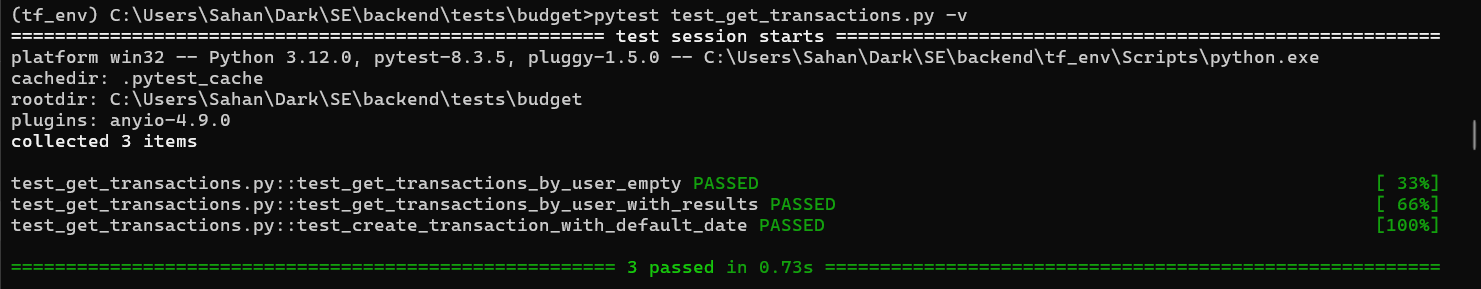 (tf_env) C:\Users\Sahan\Dark\SE\backend\tests\budget>pytest test_get_transactions.py -v
====================================================== test session starts =======================================================
platform win32 -- Python 3.12.0, pytest-8.3.5, pluggy-1.5.0 -- C:\Users\Sahan\Dark\SE\backend\tf_env\Scripts\python.exe
cachedir: .pytest_cache
rootdir: C:\Users\Sahan\Dark\SE\backend\tests\budget
plugins: anyio-4.9.0
collected 3 items
test_get_transactions.py::test_get_transactions_by_user_empty PASSED [ 33%]
test_get_transactions.py::test_get_transactions_by_user_with_results PASSED [ 66%]
test_get_transactions.py::test_create_transaction_with_default_date PASSED [100%]
======================================================= 3 passed in 0.73s ========================================================